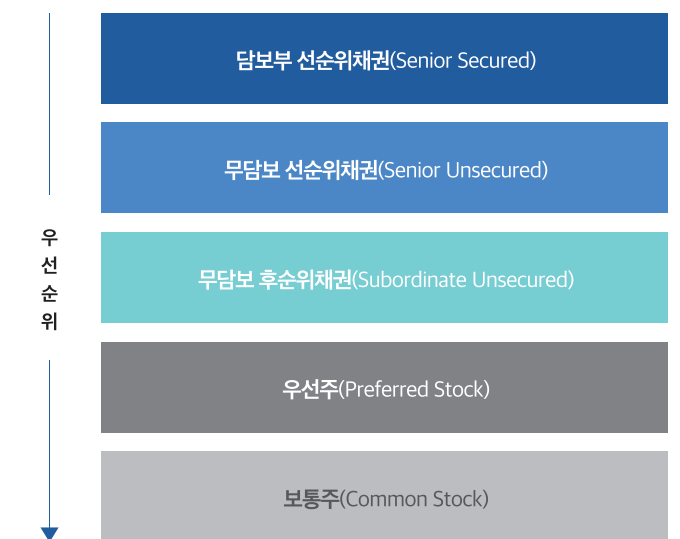 담보부 선순위채권(Senior Secured)
무담보 선순위채권(Senior Unsecured)
우
선
순
위
무담보 후순위채권(Subordinate Unsecured)
우선주(Preferred Stock)
보통주(Common Stock)